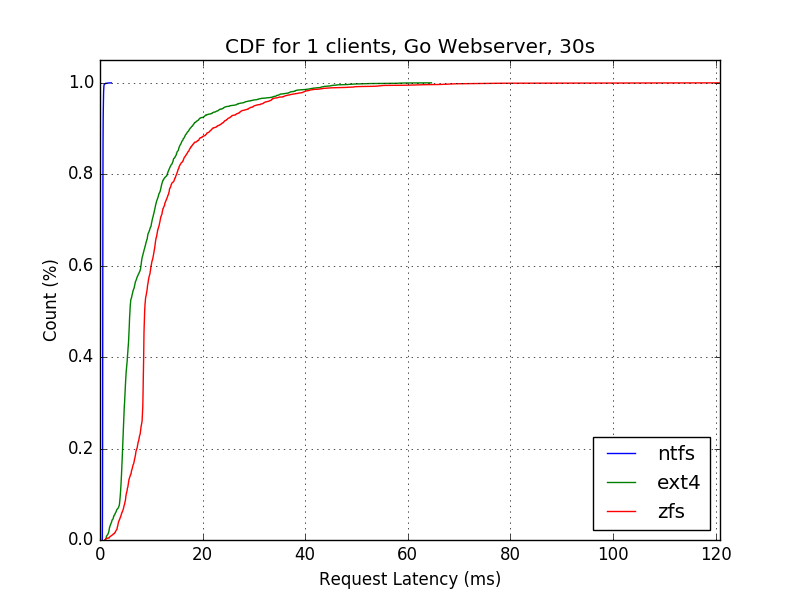 CDF for 1 clients, Go Webserver, 30s
1.0
0.8
0.6
0.4
0.2
0.0
Count (%)
0 20 40 60 80 100 120
Request Latency (ms)
ntfs
ext4
zfs